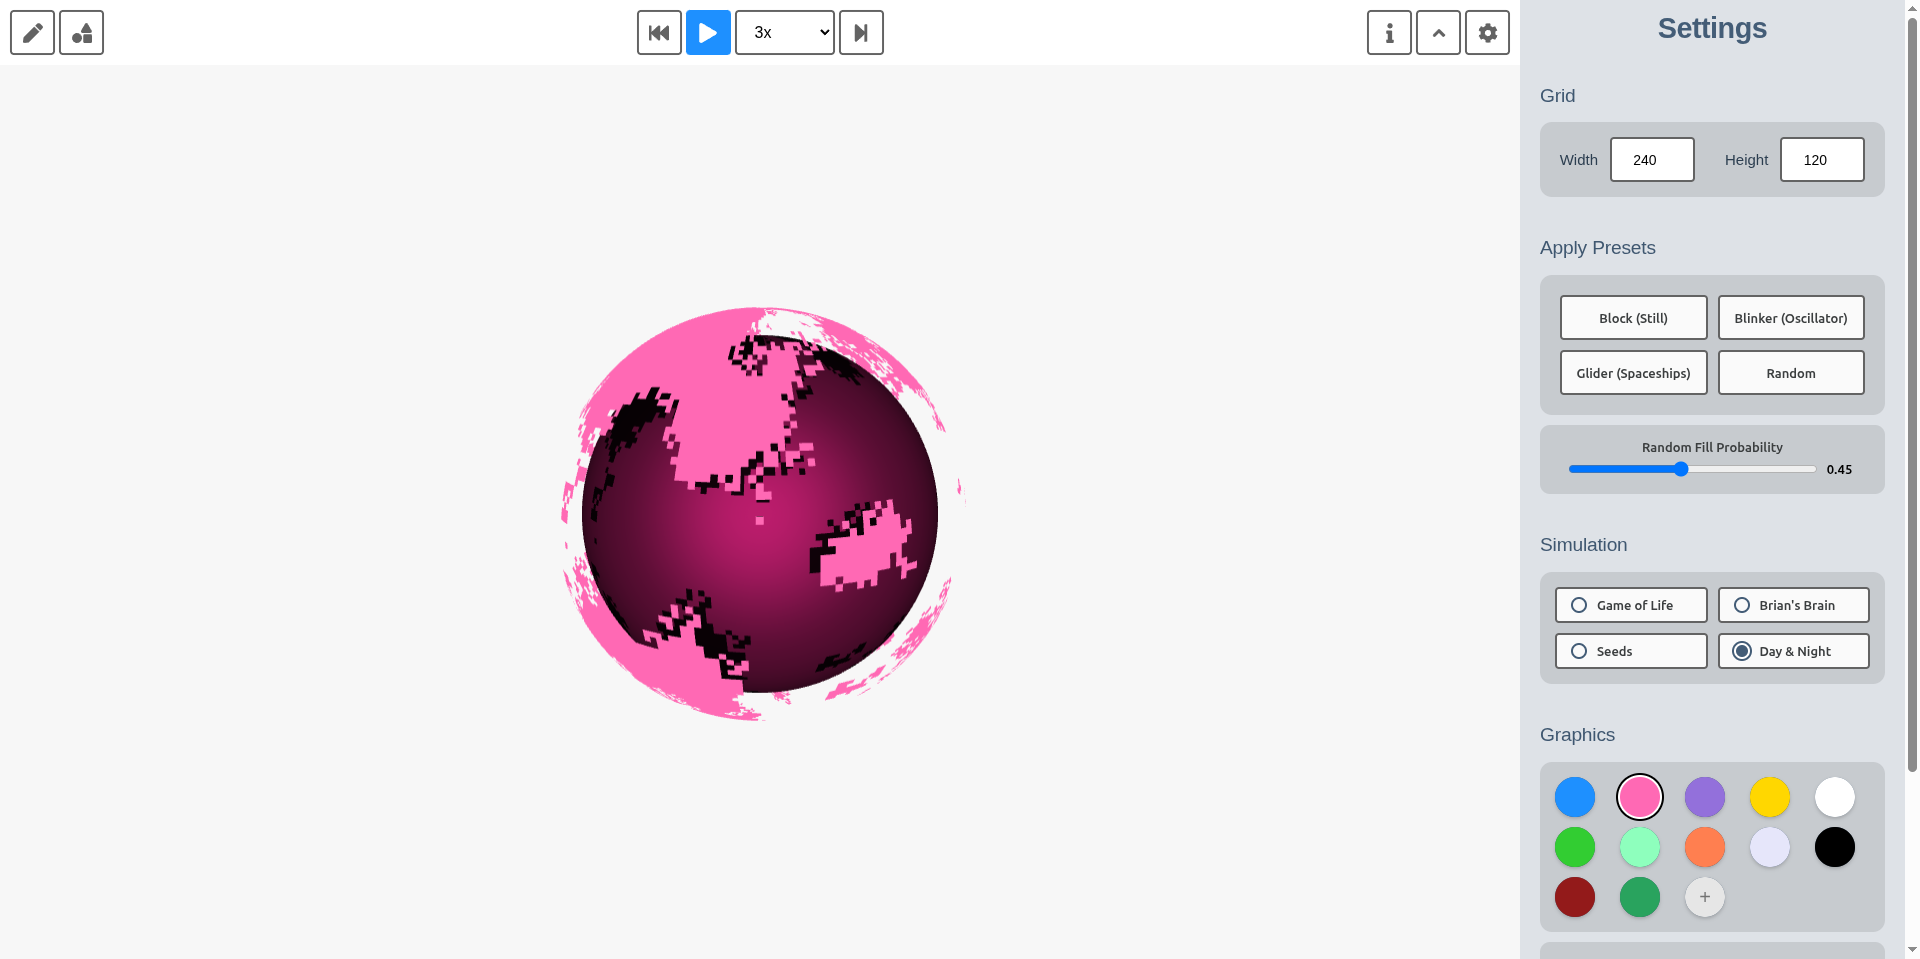 3x
Settings
Grid
Width 240 Height 120
Apply Presets
Block (Still) Blinker (Oscillator)
Glider (Spaceships) Random
Random Fill Probability
0.45
Simulation
Game of Life Brian's Brain
Seeds Day & Night
Graphics
+